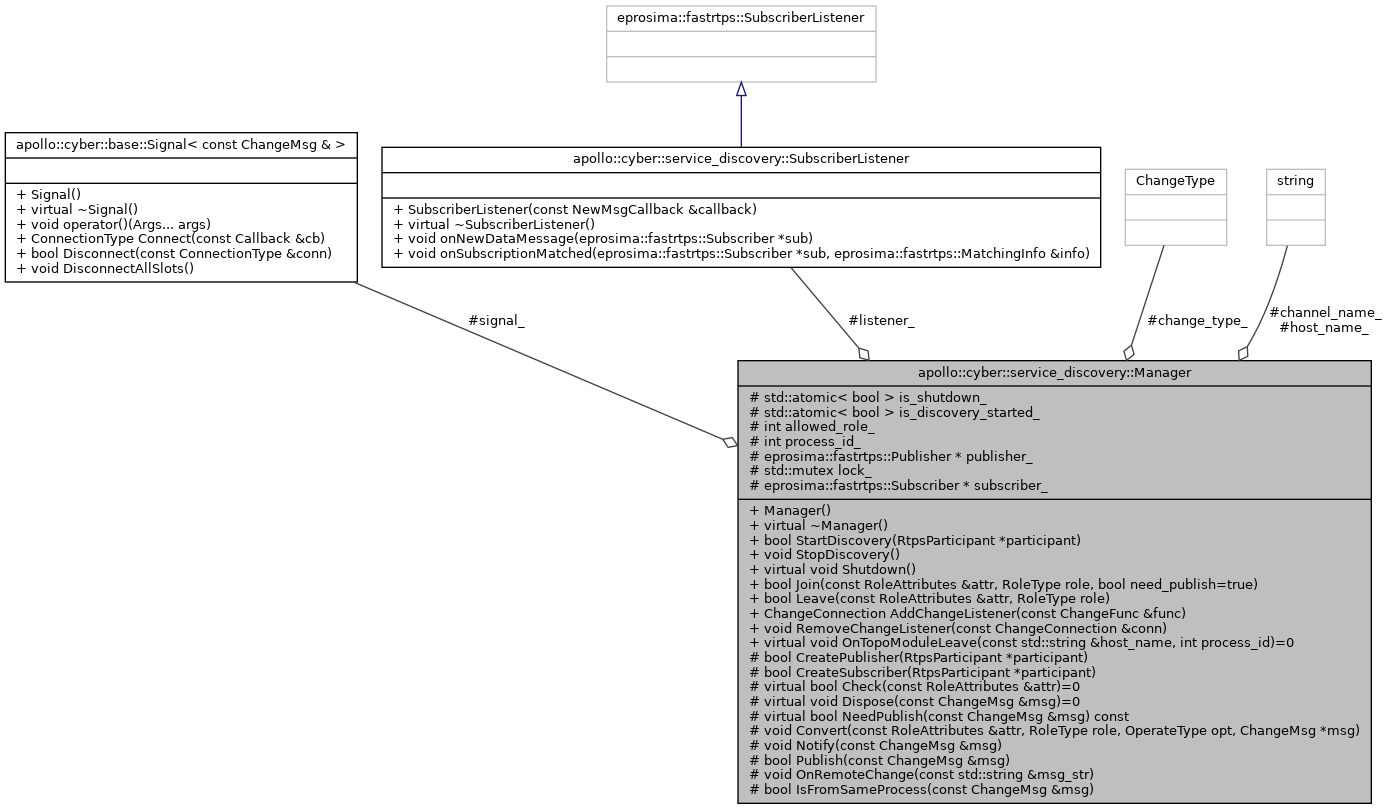 eprosima::fastrtps::SubscriberListener
apollo::cyber::base::Signal< const ChangeMsg & >
+ Signal()
+ virtual ~Signal()
+ void operator()(Args... args)
+ ConnectionType Connect(const Callback &cb)
+ bool Disconnect(const ConnectionType &conn)
+ void DisconnectAllSlots()
apollo::cyber::service_discovery::SubscriberListener
+ SubscriberListener(const NewMsgCallback &callback)
+ virtual ~SubscriberListener()
+ void onNewDataMessage(eprosima::fastrtps::Subscriber *sub)
+ void onSubscriptionMatched(eprosima::fastrtps::Subscriber *sub, eprosima::fastrtps::MatchingInfo &info)
ChangeType
string
#signal_
#listener_
#change_type_
#channel_name_
#host_name_
apollo::cyber::service_discovery::Manager
# std::atomic< bool > is_shutdown_
# std::atomic< bool > is_discovery_started_
# int allowed_role_
# int process_id_
# eprosima::fastrtps::Publisher * publisher_
# std::mutex lock_
# eprosima::fastrtps::Subscriber * subscriber_
+ Manager()
+ virtual ~Manager()
+ bool StartDiscovery(RtpsParticipant *participant)
+ void StopDiscovery()
+ virtual void Shutdown()
+ bool Join(const RoleAttributes &attr, RoleType role, bool need_publish=true)
+ bool Leave(const RoleAttributes &attr, RoleType role)
+ ChangeConnection AddChangeListener(const ChangeFunc &func)
+ void RemoveChangeListener(const ChangeConnection &conn)
+ virtual void OnTopoModuleLeave(const std::string &host_name, int process_id)=0
# bool CreatePublisher(RtpsParticipant *participant)
# bool CreateSubscriber(RtpsParticipant *participant)
# virtual bool Check(const RoleAttributes &attr)=0
# virtual void Dispose(const ChangeMsg &msg)=0
# virtual bool NeedPublish(const ChangeMsg &msg) const
# void Convert(const RoleAttributes &attr, RoleType role, OperateType opt, ChangeMsg *msg)
# void Notify(const ChangeMsg &msg)
# bool Publish(const ChangeMsg &msg)
# void OnRemoteChange(const std::string &msg_str)
# bool IsFromSameProcess(const ChangeMsg &msg)